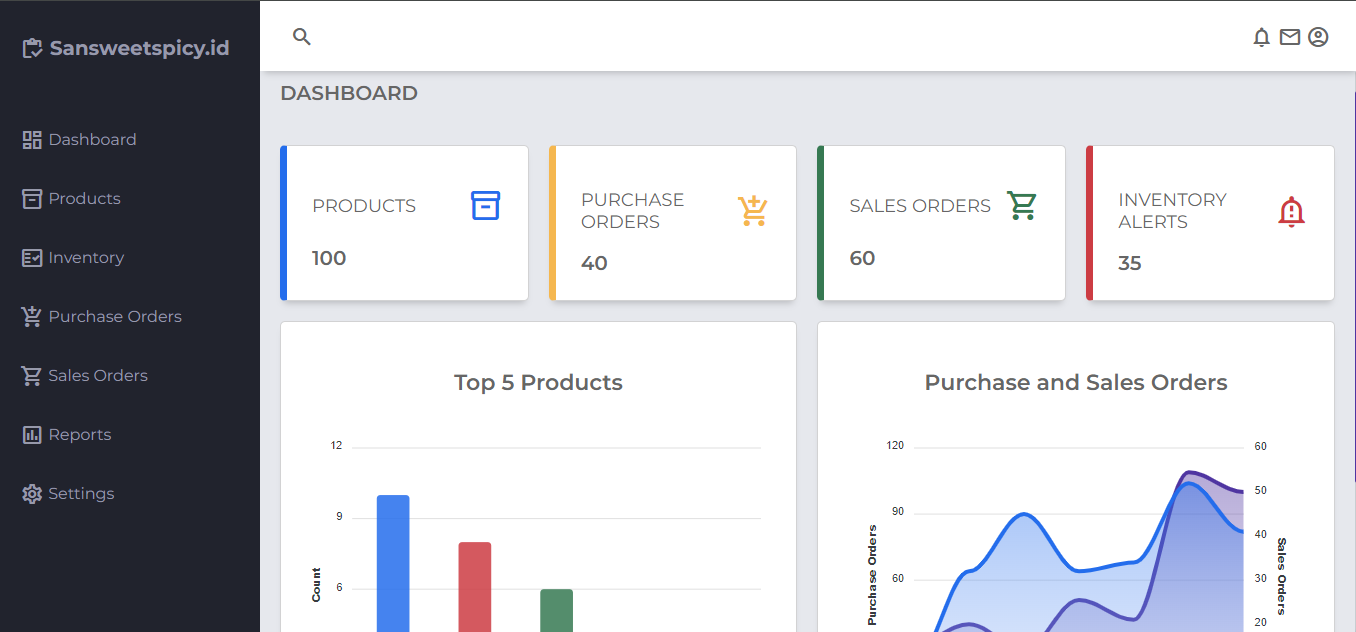 Sansweetspicy.id
Dashboard
Products
Inventory
Purchase Orders
Sales Orders
Reports
Settings
DASHBOARD
PRODUCTS
100
PURCHASE
ORDERS
40
SALES ORDERS
60
INVENTORY
ALERTS
35
Top 5 Products
12
9
6
Count
Purchase and Sales Orders
120
90
60
Purchase Orders
60
50
40
30
20
Sales Orders